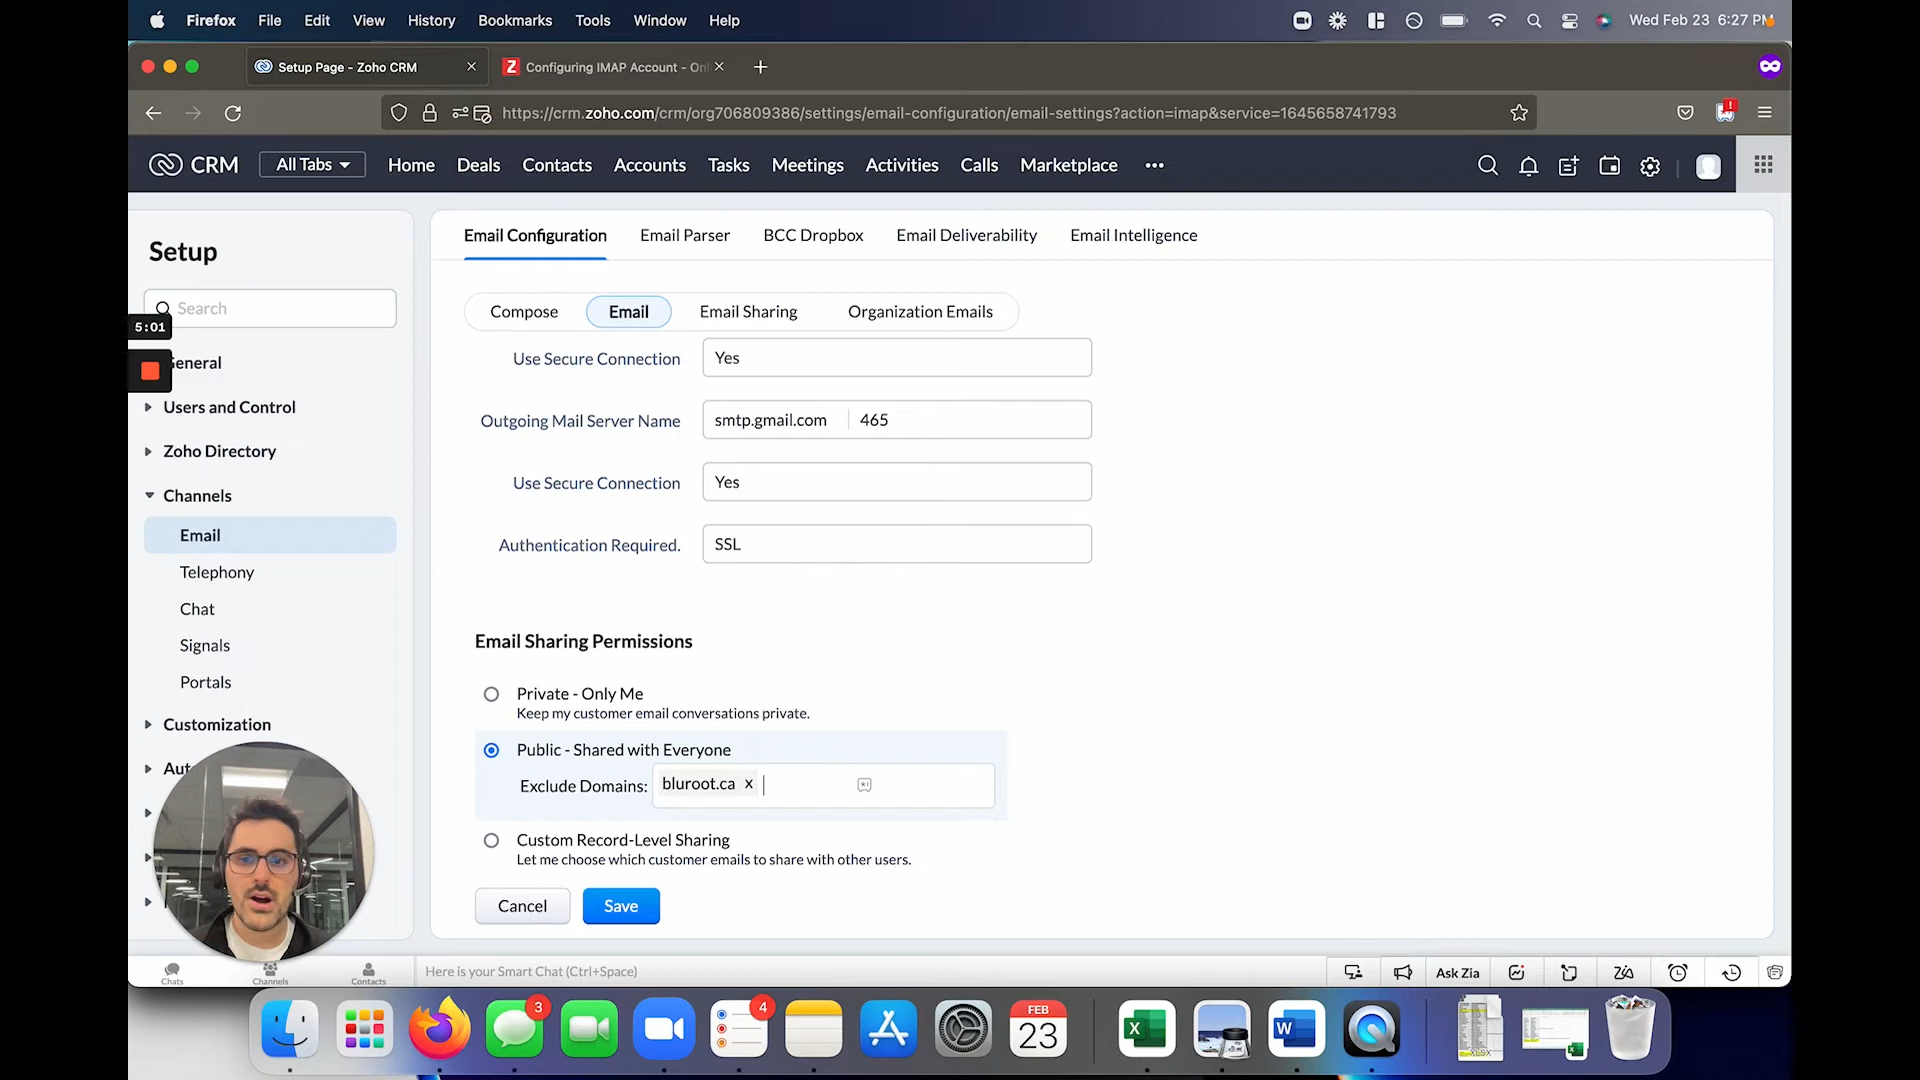 Firefox File Edit View History Bookmarks Tools Window Help Wed Feb 23 6:27 PM
Setup Page - Zoho CRM Configuring IMAP Account - Onl
https://crm.zoho.com/crm/org706809386/settings/email-configuration/email-settings?action=imap&service=1645658741793
CRM All Tabs Home Deals Contacts Accounts Tasks Meetings Activities Calls Marketplace
Setup
Search
5:01
General
Users and Control
Zoho Directory
Channels
Email
Telephony
Chat
Signals
Portals
Customization
Email Configuration Email Parser BCC Dropbox Email Deliverability Email Intelligence
Compose Email Email Sharing Organization Emails
Use Secure Connection Yes
Outgoing Mail Server Name smtp.gmail.com 465
Use Secure Connection Yes
Authentication Required. SSL
Email Sharing Permissions
Private - Only Me
Keep my customer email conversations private.
Public - Shared with Everyone
Exclude Domains: bluroot.ca x
Custom Record-Level Sharing
Let me choose which customer emails to share with other users.
Cancel Save
Chats Channels Contacts
Here is your Smart Chat (Ctrl+Space)
Ask Zia
3
4
FEB
23
X
W
XLSX